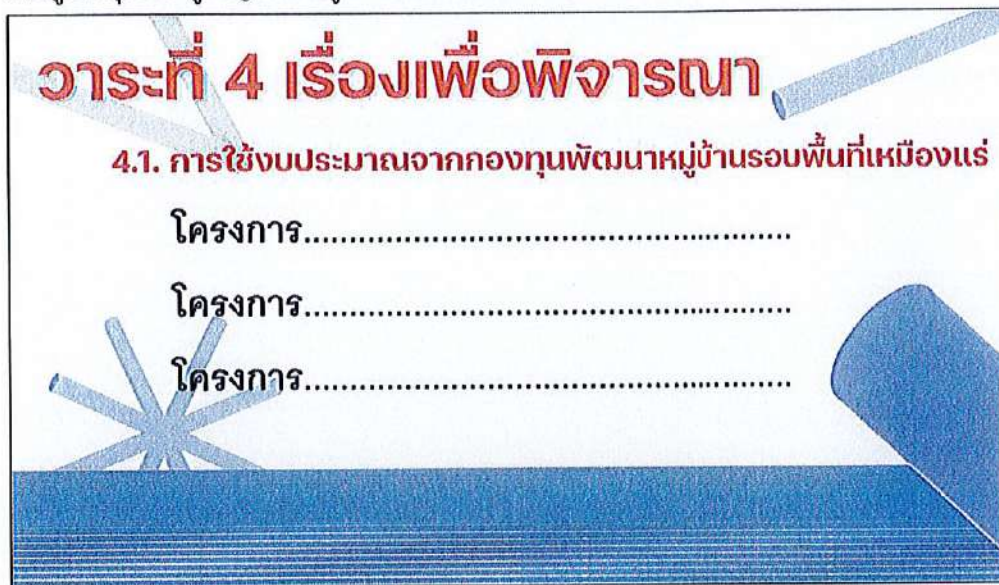 วาระที่ 4 เรื่องเพื่อพิจารณา
4.1. การใช้งบประมาณจากกองทุนพัฒนาหมู่บ้านรอบพื้นที่เหมืองแร่
โครงการ.....................................................
โครงการ.....................................................
โครงการ.....................................................